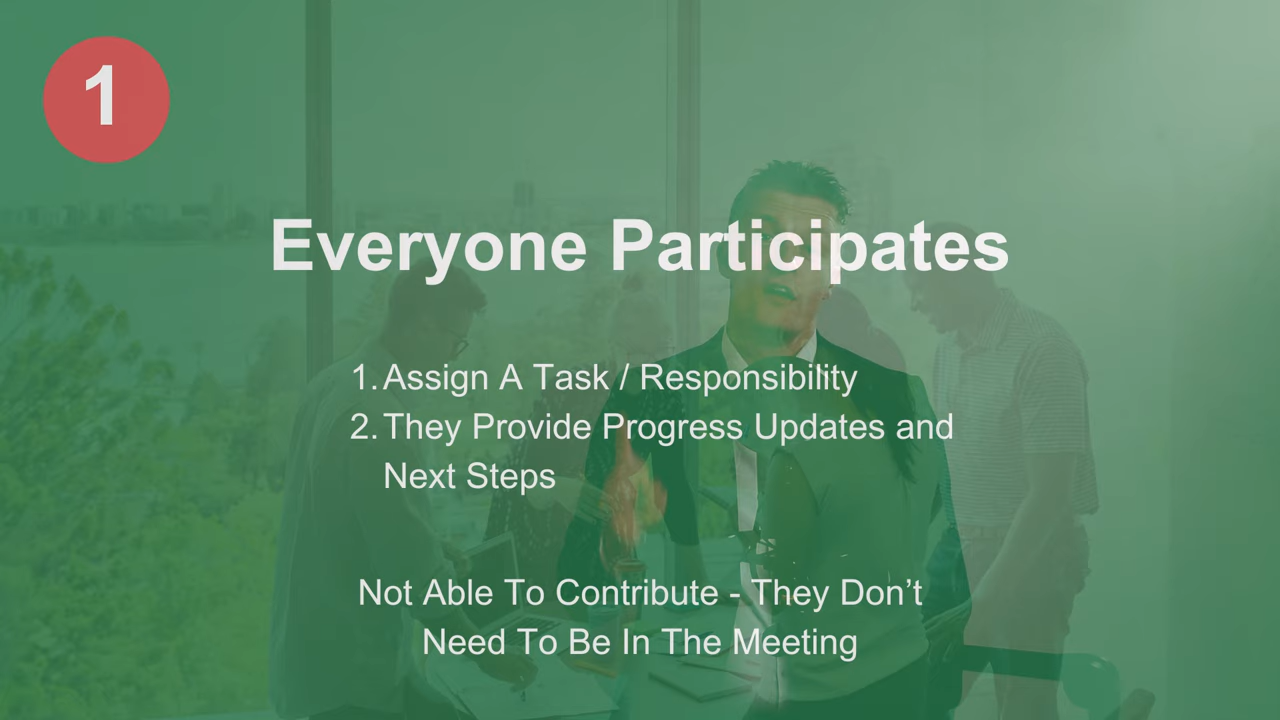 1
Everyone Participates
1. Assign A Task / Responsibility
2. They Provide Progress Updates and
Next Steps
Not Able To Contribute - They Don’t
Need To Be In The Meeting